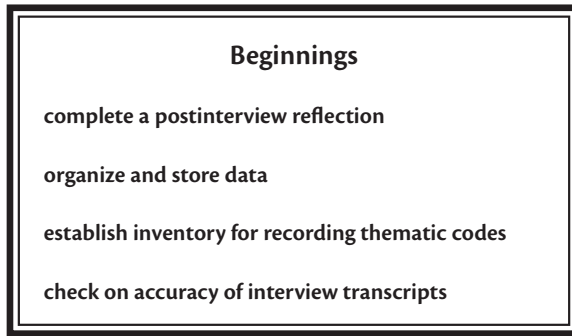 Beginnings
complete a postinterview reflection
organize and store data
establish inventory for recording thematic codes
check on accuracy of interview transcripts